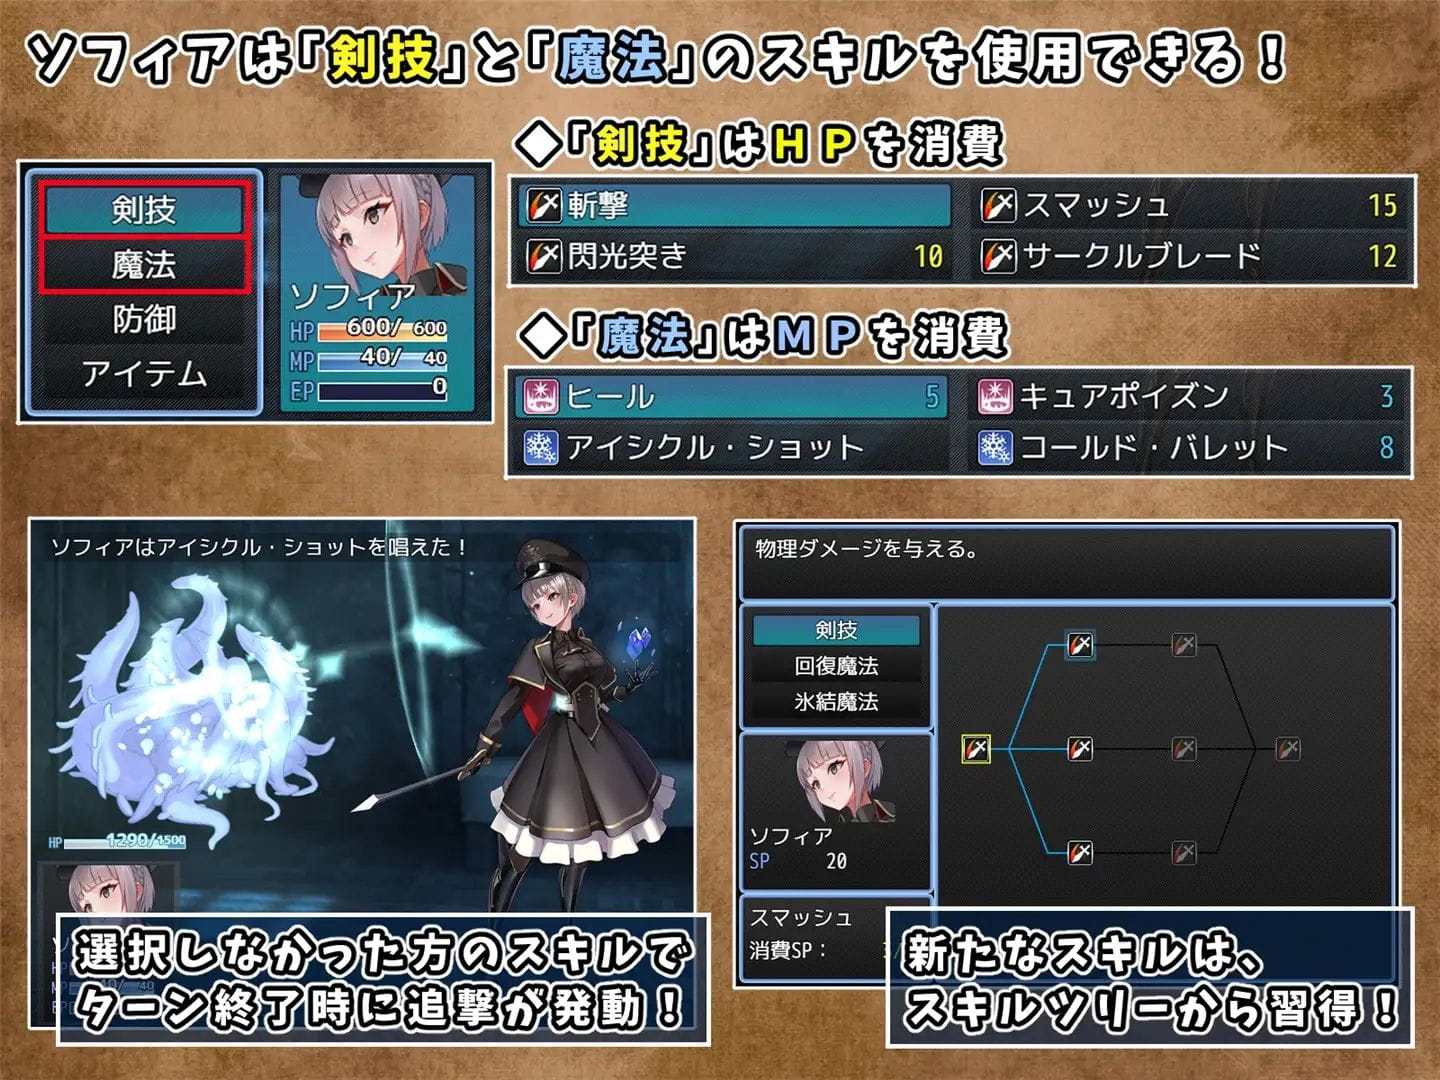 ソフィアは「剣技」と「魔法」のスキルを使用できる！
◆「剣技」はHPを消費
剣技
魔法
防御
アイテム
ソフィア
HP 600/ 600
MP 40/ 40
EP 0
斬撃
スマッシュ 15
閃光突き 10
サークルブレード 12
◆「魔法」はMPを消費
ヒール 5
キュアポイズン 3
アイシクル・ショット
コールド・バレット 8
ソフィアはアイシクル・ショットを唱えた！
HP 1290/1500
選択しなかった方のスキルで
ターン終了時に追撃が発動！
物理ダメージを与える。
剣技
回復魔法
氷結魔法
ソフィア
SP 20
スマッシュ
消費SP：
新たなスキルは、
スキルツリーから習得！